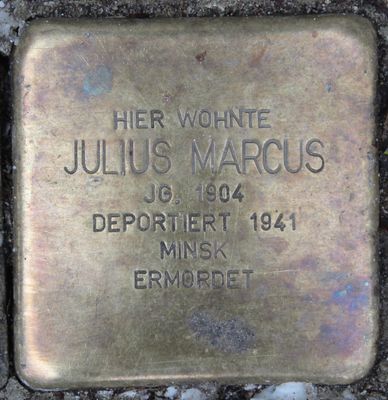 HIER WOHNTE
JULIUS MARCUS
JG. 1904
DEPORTIERT 1941
MINSK
ERMORDET